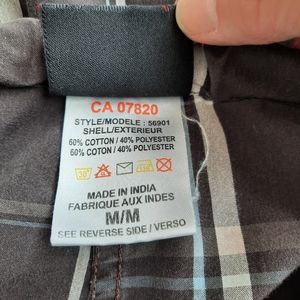 CA 07820
STYLE/MODELE : 56901
SHELL/EXTERIEUR
60% COTTON / 40% POLYESTER
60% COTON / 40% POLYESTER
30°
MADE IN INDIA
FABRIQUE AUX INDES
M/M
SEE REVERSE SIDE / VERSO